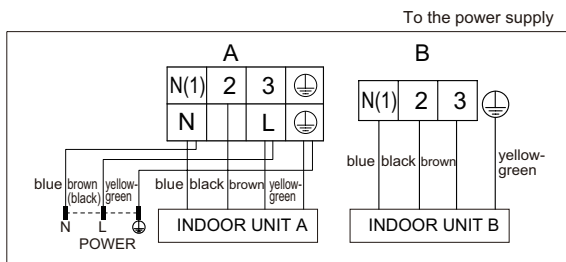 To the power supply
A B
N(1) 2 3
N L
N(1) 2 3
blue brown (black) yellow-green
blue black brown yellow-green
blue black brown yellow-green
N L
POWER
INDOOR UNIT A
INDOOR UNIT B